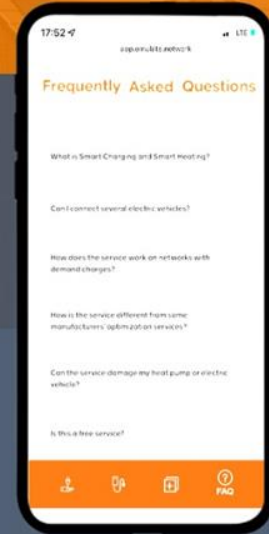 17:52
LTE
Frequently Asked Questions
What is Smart Charging and Smart Heating?
Can I connect several electric vehicles?
How does the service work on networks with
demand charges?
How is the service different from some
manufacturers' optimization services?
Can the service damage my heat pump or electric
vehicle?
Is this a free service?
FAQ